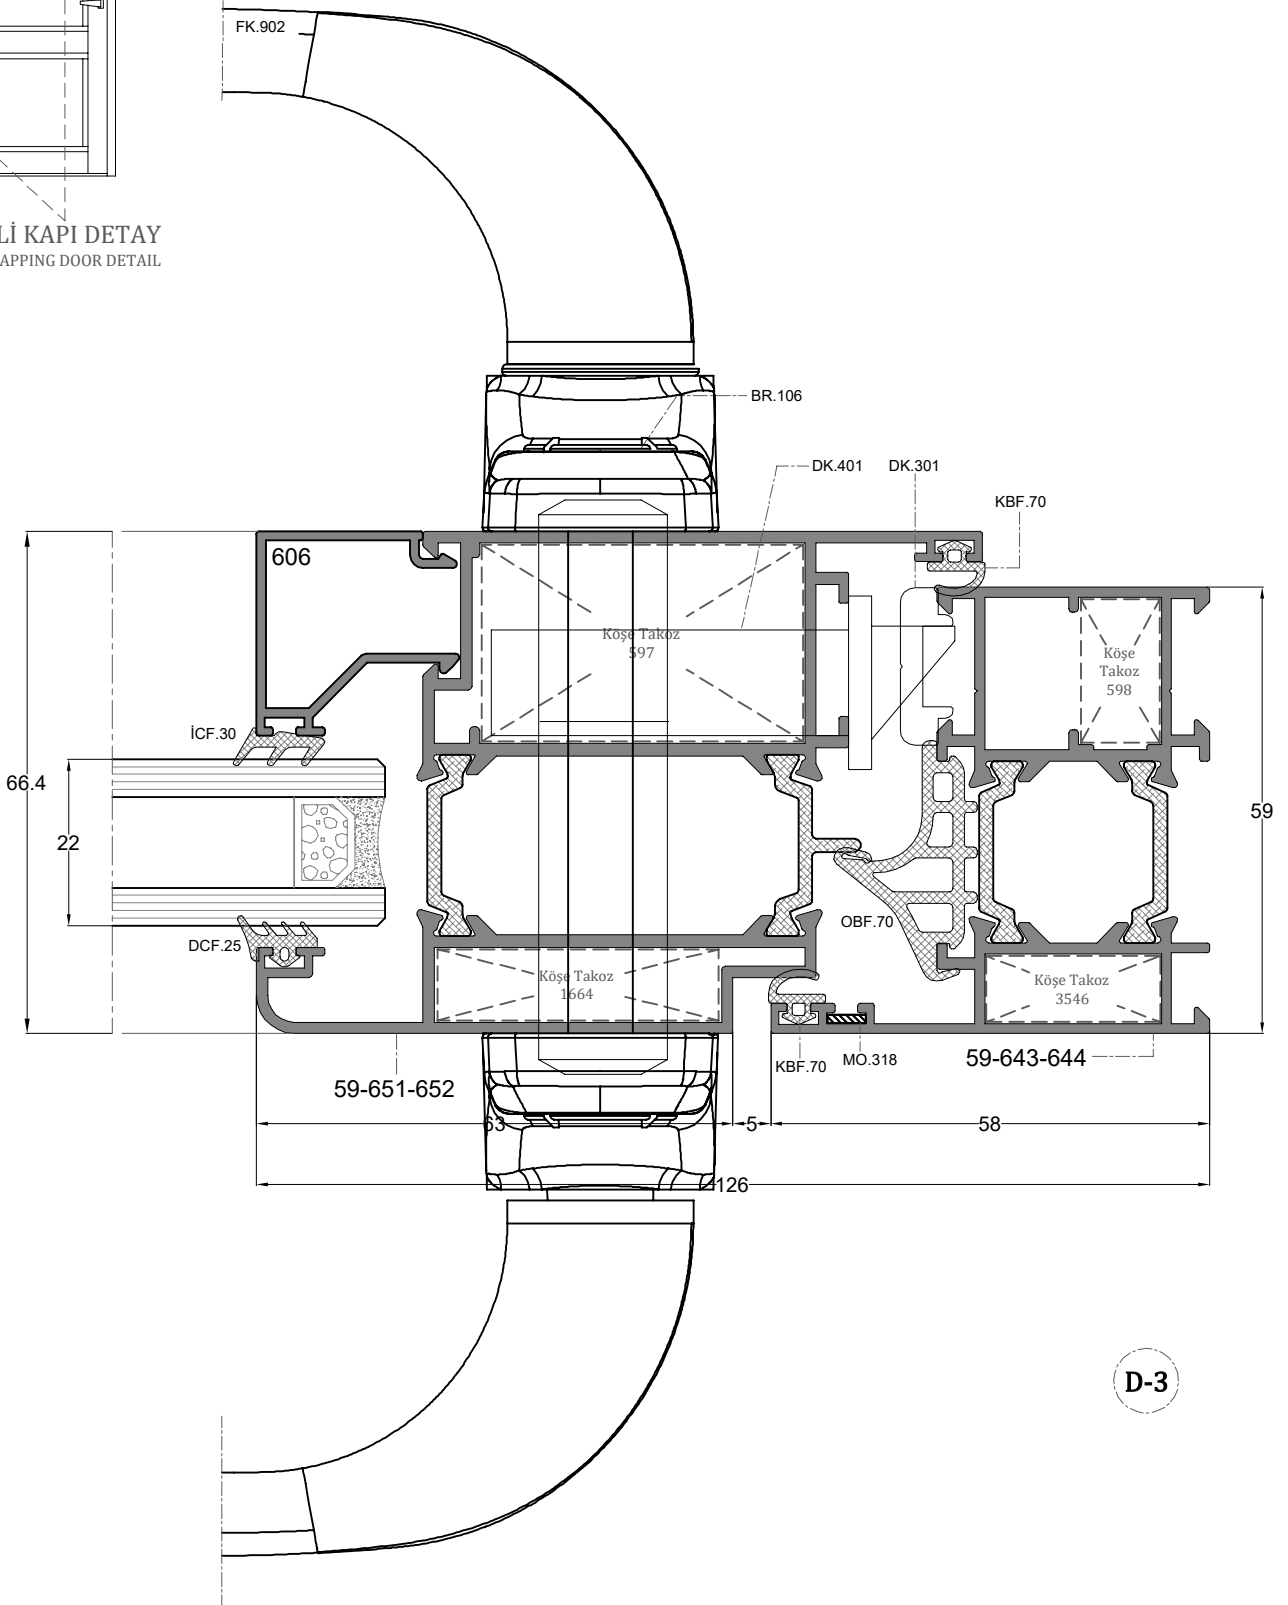 FK.902
Lİ KAPI DETAY
APPING DOOR DETAIL
BR.106
DK.401
DK.301
KBF.70
606
Köşe Takoz
597
Köşe
Takoz
598
İCF.30
66.4
22
59
DCF.25
OBF.70
Köşe Takoz
1664
Köşe Takoz
3546
KBF.70
MO.318
59-643-644
59-651-652
63
5
58
126
D-3